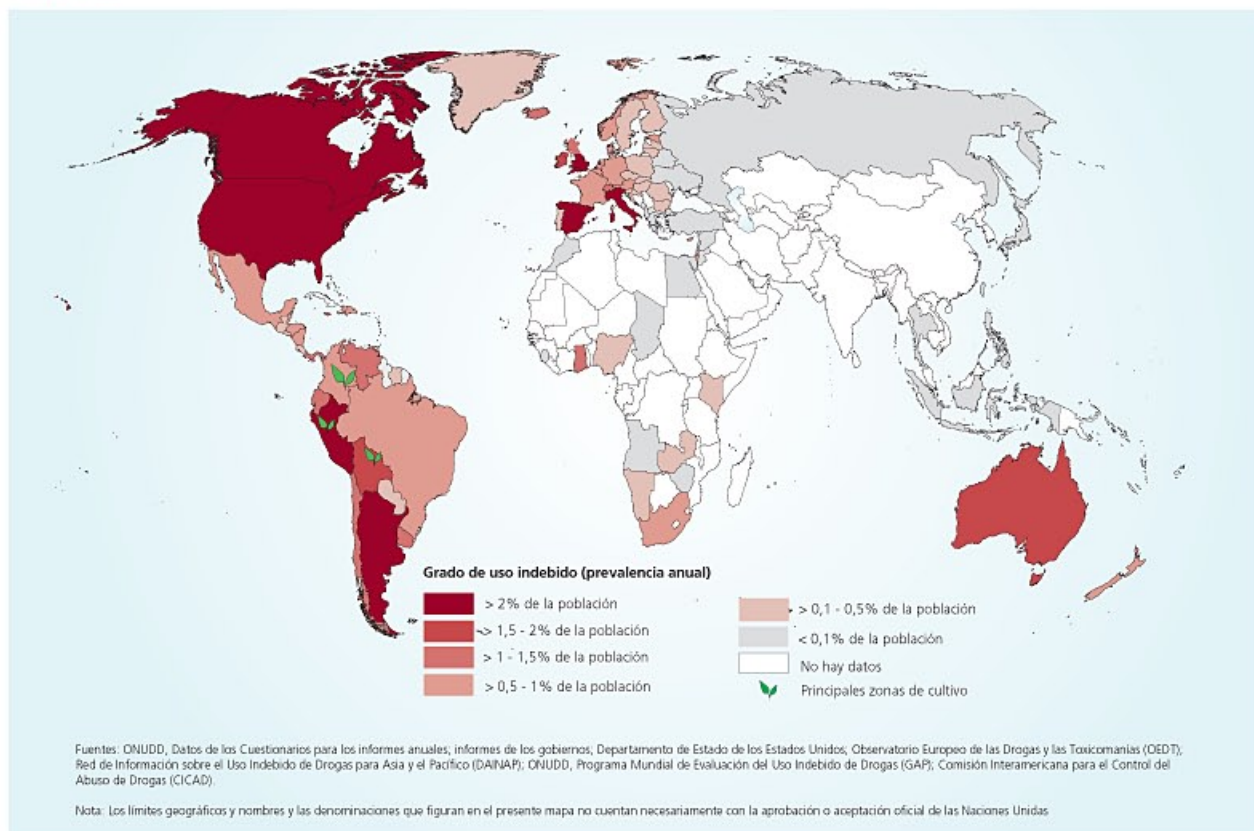 Grado de uso indebido (prevalencia anual)
> 2% de la población
> 1,5 - 2% de la población
> 1 - 1,5% de la población
> 0,5 - 1% de la población
> 0,1 - 0,5% de la población
< 0,1% de la población
No hay datos
Principales zonas de cultivo
Fuentes: ONUDD, Datos de los Cuestionarios para los informes anuales; informes de los gobiernos; Departamento de Estado de los Estados Unidos; Observatorio Europeo de las Drogas y las Toxicomanías (OEDT);
Red de Información sobre el Uso Indebido de Drogas para Asia y el Pacífico (DAINAP); ONUDD, Programa Mundial de Evaluación del Uso Indebido de Drogas (GAP); Comisión Interamericana para el Control del
Abuso de Drogas (CICAD).
Nota: Los límites geográficos y nombres y las denominaciones que figuran en el presente mapa no cuentan necesariamente con la aprobación o aceptación oficial de las Naciones Unidas